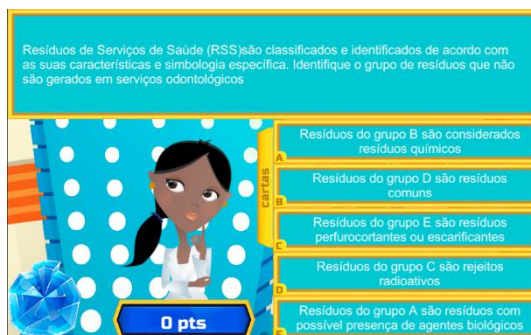 Resíduos de Serviços de Saúde (RSS)são classificados e identificados de acordo com
as suas características e simbologia específica. Identifique o grupo de resíduos que não
são gerados em serviços odontológicos
cartas
Resíduos do grupo B são considerados
resíduos químicos
A
Resíduos do grupo D são resíduos
comuns
B
Resíduos do grupo E são resíduos
perfurocortantes ou escarificantes
C
Resíduos do grupo C são rejeitos
radioativos
D
Resíduos do grupo A são resíduos com
possível presença de agentes biológicos
E
0 pts